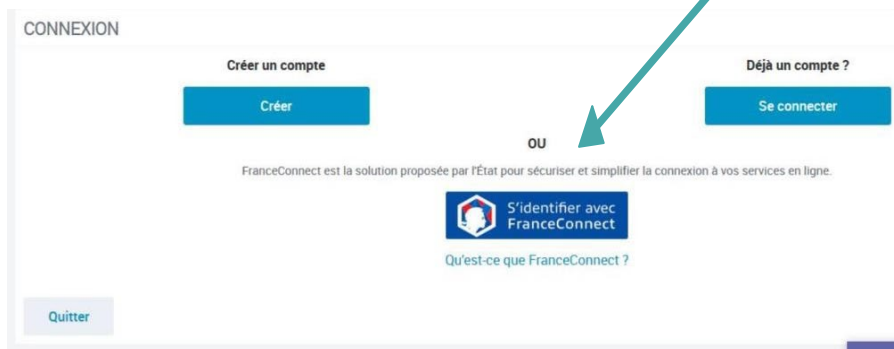 CONNEXION
Créer un compte
Déjà un compte ?
Créer
Se connecter
OU
FranceConnect est la solution proposée par l'État pour sécuriser et simplifier la connexion à vos services en ligne.
S'identifier avec
FranceConnect
Qu'est-ce que FranceConnect ?
Quitter